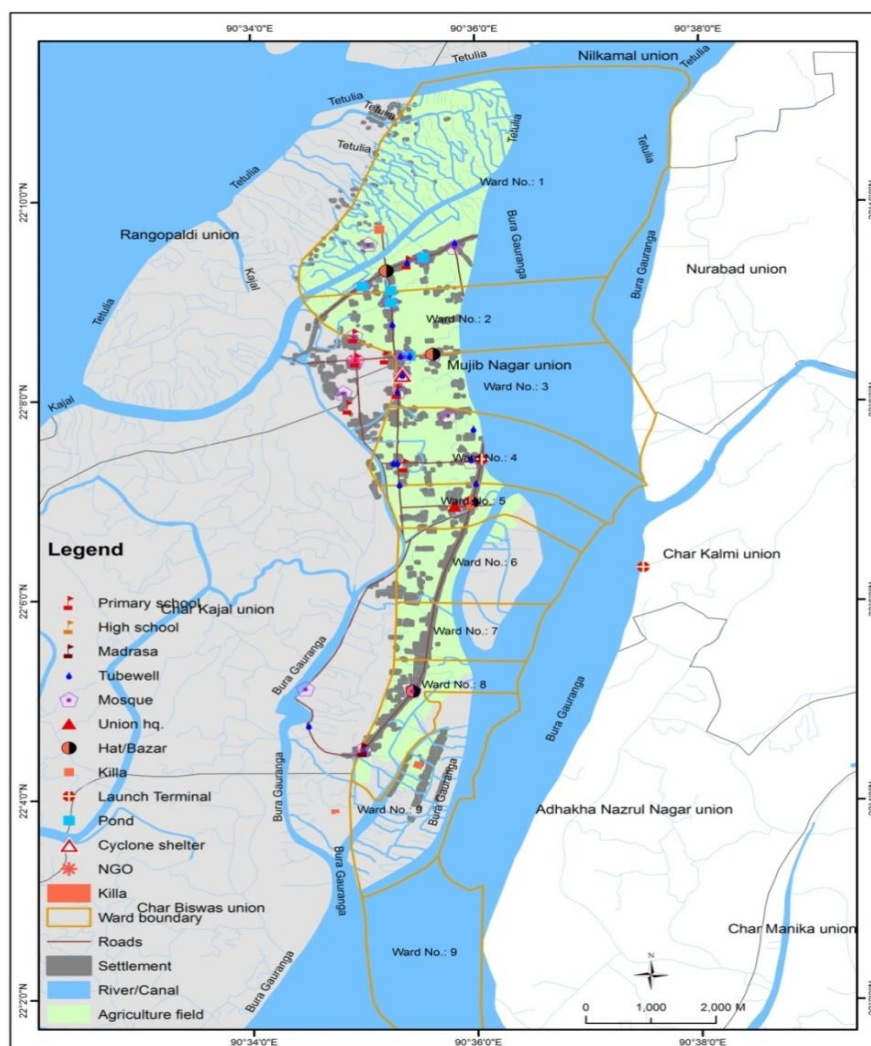 90°34'0"E
90°36'0"E
90°38'0"E
Nilkamal union
Tetulia
Tetulia
Tetulia
Tetulia
Tetulia
Tetulia
Tetulia
Tetulia
22°10'0"N
Ward No.: 1
Rangopaldi union
Kajal
Bura Gauranga
Bura Gauranga
Nurabad union
Tetulia
Ward No.: 2
Mujib Nagar union
Ward No.: 3
Kajal
22°8'0"N
Ward No.: 4
Ward No.: 5
Legend
Char Kalmi union
Ward No.: 6
Primary school
Char Kajal union
22°6'0"N
High school
Ward No.: 7
Madrasa
Bura Gauranga
Tubewell
Ward No.: 8
Mosque
Bura Gauranga
Union hq.
Hat/Bazar
Bura Gauranga
Bura Gauranga
Killa
22°4'0"N
Launch Terminal
Ward No.: 9
Adhakha Nazrul Nagar union
Pond
Cyclone shelter
NGO
Bura Gauranga
Killa
Char Biswas union
Ward boundary
Char Manika union
Roads
Ward No.: 9
Settlement
N
River/Canal
Bura Gauranga
22°2'0"N
0 1,000 2,000 M
Agriculture field
90°34'0"E
90°36'0"E
90°38'0"E